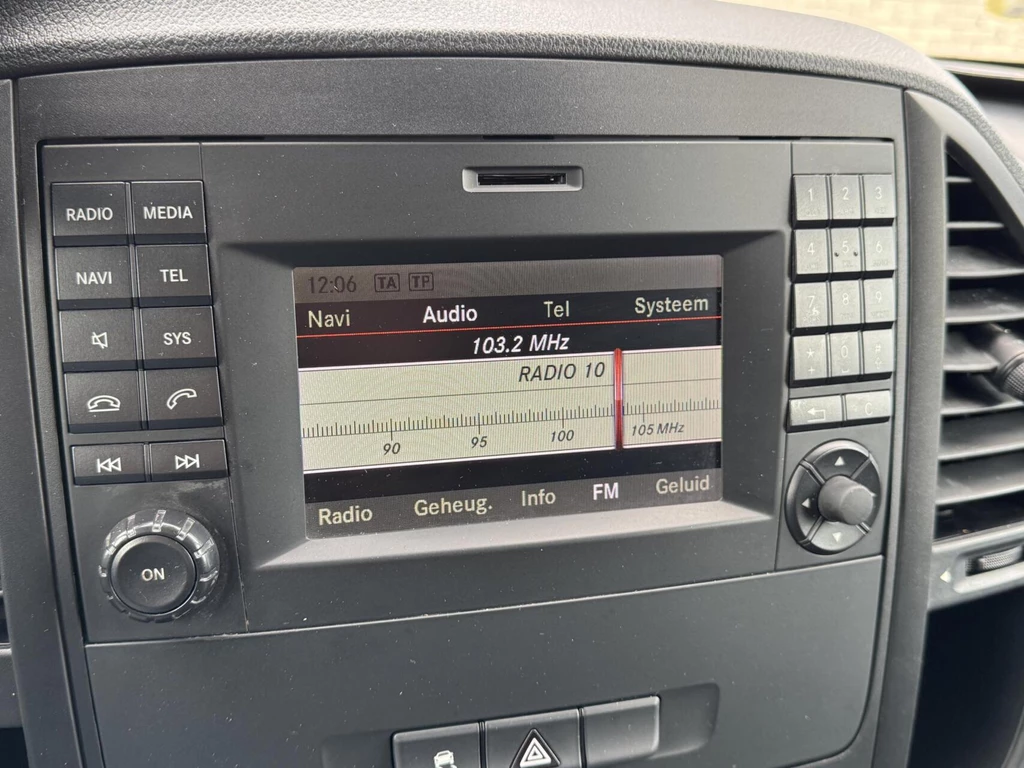 RADIO MEDIA
NAVI TEL
SYS
ON
12:06 TA TP
Navi Audio Tel Systeem
103.2 MHz
RADIO 10
90 95 100 105 MHz
Radio Geheug. Info FM Geluid
1 2 3
4 5 6
7 8 9
* 0 #
C